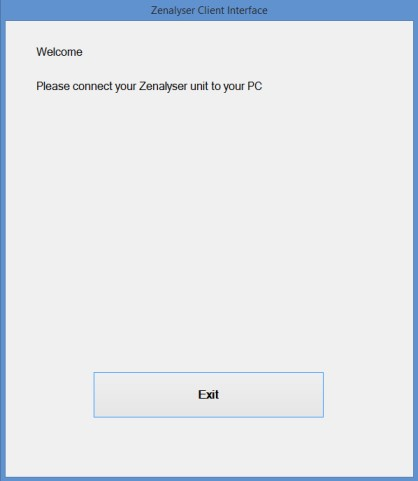 Zenalyser Client Interface
Welcome
Please connect your Zenalyser unit to your PC
Exit